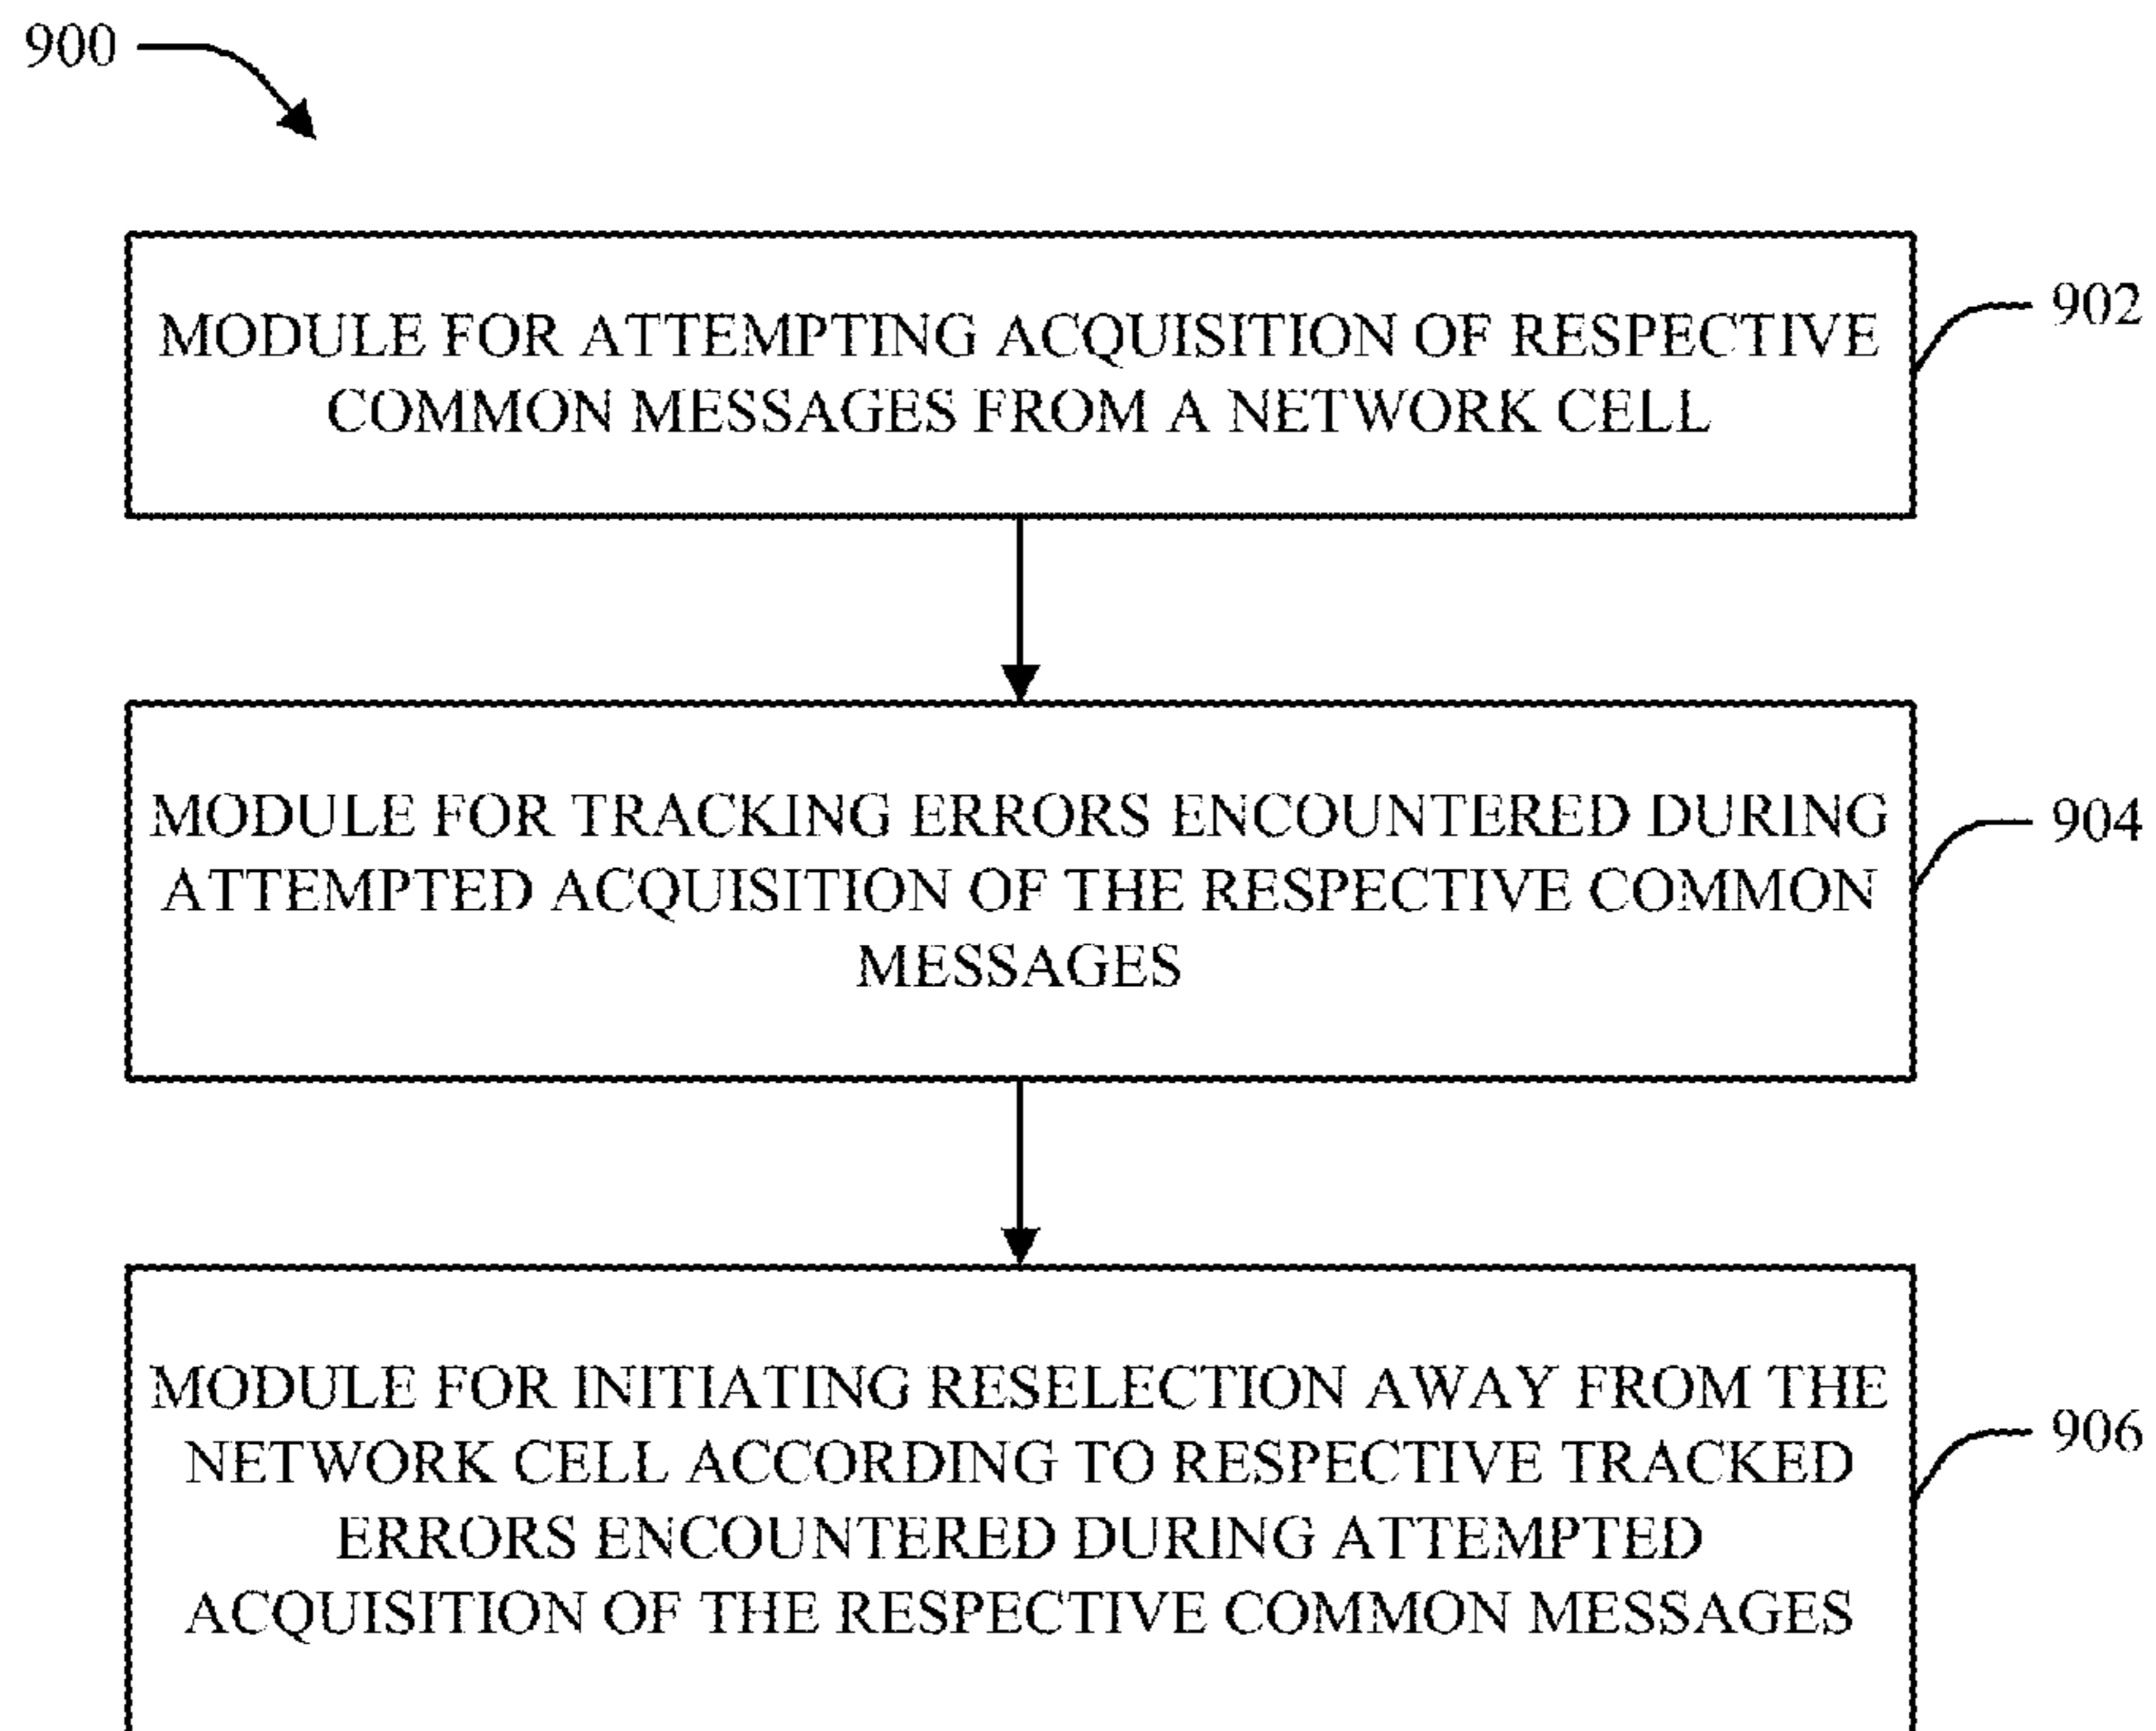 900
MODULE FOR ATTEMPTING ACQUISITION OF RESPECTIVE
COMMON MESSAGES FROM A NETWORK CELL
902
MODULE FOR TRACKING ERRORS ENCOUNTERED DURING
ATTEMPTED ACQUISITION OF THE RESPECTIVE COMMON
MESSAGES
904
MODULE FOR INITIATING RESELECTION AWAY FROM THE
NETWORK CELL ACCORDING TO RESPECTIVE TRACKED
ERRORS ENCOUNTERED DURING ATTEMPTED
ACQUISITION OF THE RESPECTIVE COMMON MESSAGES
906